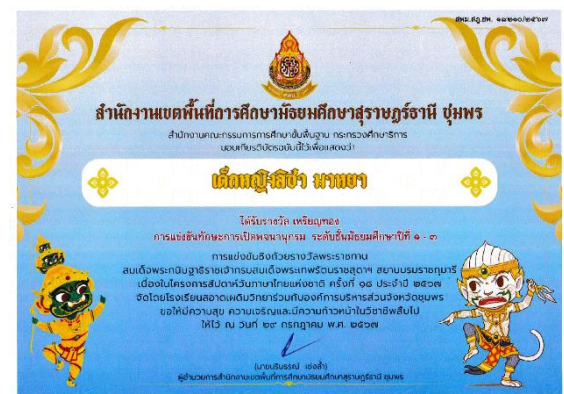 สพม.สฎ.ชพ. ๑๑๒๑๐/๒๕๖๗
สำนักงานเขตพื้นที่การศึกษามัธยมศึกษาสุราษฎร์ธานี ชุมพร
สำนักงานคณะกรรมการการศึกษาขั้นพื้นฐาน กระทรวงศึกษาธิการ
มอบเกียรติบัตรฉบับนี้ไว้เพื่อแสดงว่า
เด็กหญิงลิปา มาหยา
ได้รับรางวัล เหรียญทอง
การแข่งขันทักษะการเปิดพจนานุกรม ระดับชั้นมัธยมศึกษาปีที่ ๑ - ๓
การแข่งขันชิงถ้วยรางวัลพระราชทาน
สมเด็จพระกนิษฐาธิราชเจ้ากรมสมเด็จพระเทพรัตนราชสุดาฯ สยามบรมราชกุมารี
เนื่องในโครงการสัปดาห์วันภาษาไทยแห่งชาติ ครั้งที่ ๑๘ ประจำปี ๒๕๖๗
จัดโดยโรงเรียนสอาดเผดิมวิทยาร่วมกับองค์การบริหารส่วนจังหวัดชุมพร
ขอให้มีความสุข ความเจริญและมีความก้าวหน้าในวิชาชีพสืบไป
ให้ไว้ ณ วันที่ ๒๙ กรกฎาคม พ.ศ. ๒๕๖๗
ผู้อำนวยการสำนักงานเขตพื้นที่การศึกษามัธยมศึกษาสุราษฎร์ธานี ชุมพร